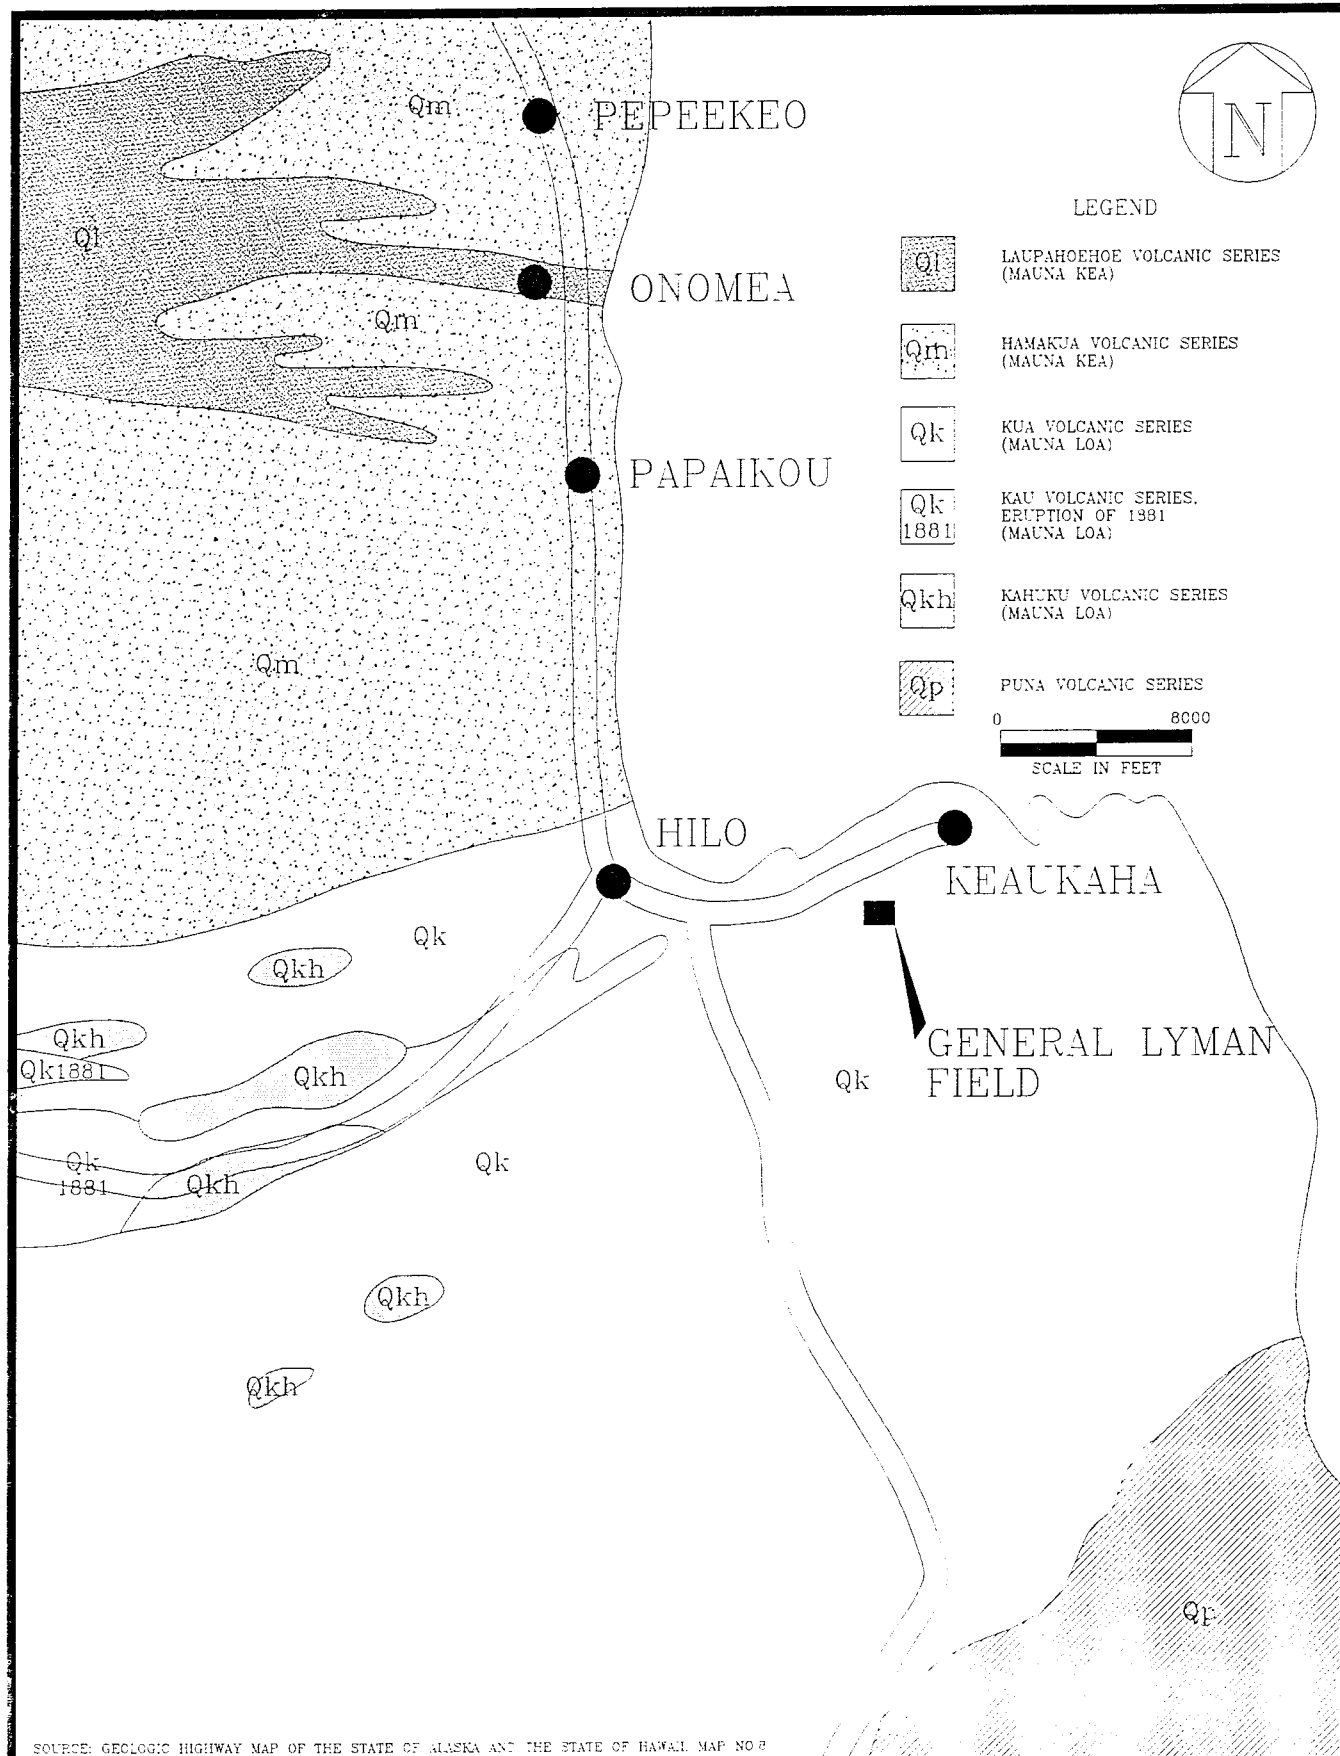 N
Qm
PEPEEKEO
LEGEND
Ql
Ql
LAUPAHOEHOE VOLCANIC SERIES
(MAUNA KEA)
ONOMEA
Qm
Qm
HAMAKUA VOLCANIC SERIES
(MAUNA KEA)
Qk
KUA VOLCANIC SERIES
(MAUNA LOA)
PAPAIKOU
Qk
1881
KAU VOLCANIC SERIES,
ERUPTION OF 1881
(MAUNA LOA)
Qkh
KAHUKU VOLCANIC SERIES
(MAUNA LOA)
Qm
Qp
PUNA VOLCANIC SERIES
0 8000
SCALE IN FEET
HILO
KEAUKAHA
Qk
Qkh
Qkh
Qk1881
Qkh
GENERAL LYMAN
FIELD
Qk
Qk
1881
Qkh
Qk
Qkh
Qkh
Qp
SOURCE: GEOLOGIC HIGHWAY MAP OF THE STATE OF ALASKA AND THE STATE OF HAWAII, MAP NO 8